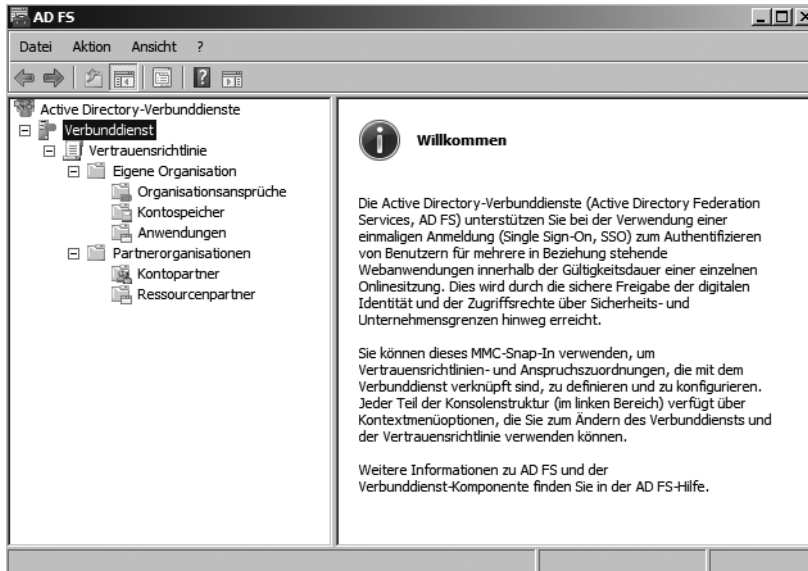 AD FS
Datei Aktion Ansicht ?
Active Directory-Verbunddienste
Verbunddienst
Vertrauensrichtlinie
Eigene Organisation
Organisationsansprüche
Kontospeicher
Anwendungen
Partnerorganisationen
Kontopartner
Ressourcenpartner
Willkommen
Die Active Directory-Verbunddienste (Active Directory Federation
Services, AD FS) unterstützen Sie bei der Verwendung einer
einmaligen Anmeldung (Single Sign-On, SSO) zum Authentifizieren
von Benutzern für mehrere in Beziehung stehende
Webanwendungen innerhalb der Gültigkeitsdauer einer einzelnen
Onlinesitzung. Dies wird durch die sichere Freigabe der digitalen
Identität und der Zugriffsrechte über Sicherheits- und
Unternehmensgrenzen hinweg erreicht.
Sie können dieses MMC-Snap-In verwenden, um
Vertrauensrichtlinien- und Anspruchszuordnungen, die mit dem
Verbunddienst verknüpft sind, zu definieren und zu konfigurieren.
Jeder Teil der Konsolenstruktur (im linken Bereich) verfügt über
Kontextmenüoptionen, die Sie zum Ändern des Verbunddiensts und
der Vertrauensrichtlinie verwenden können.
Weitere Informationen zu AD FS und der
Verbunddienst-Komponente finden Sie in der AD FS-Hilfe.